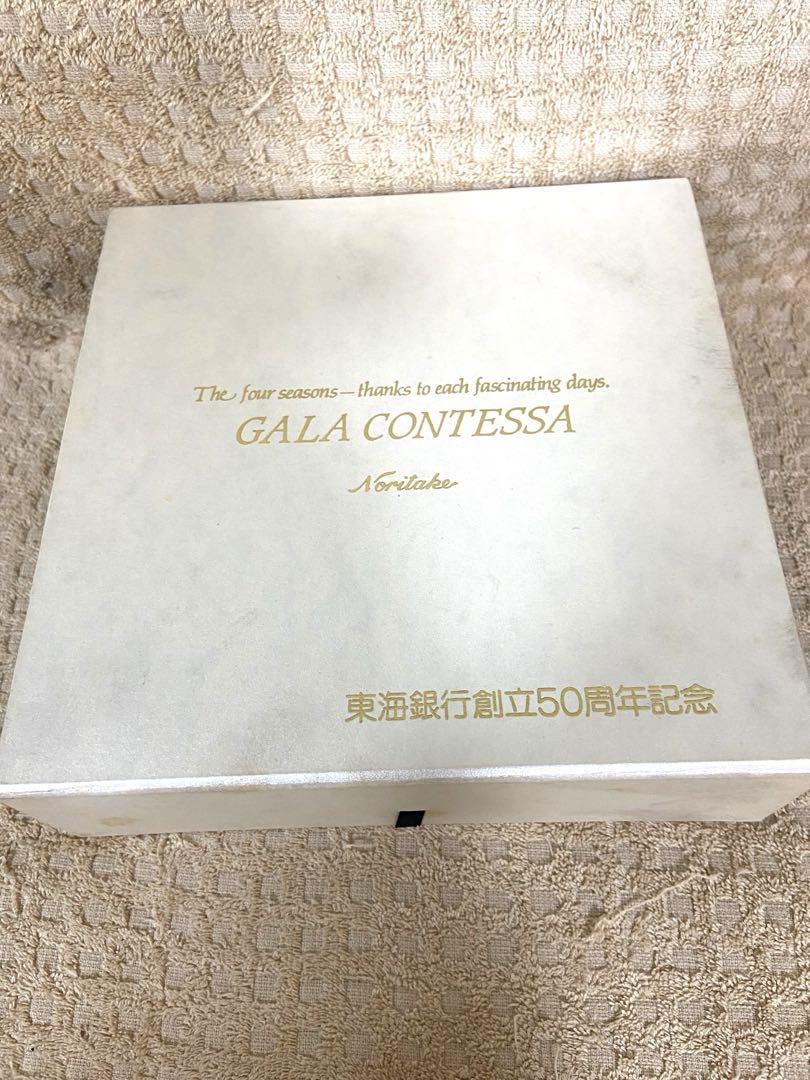 The four seasons—thanks to each fascinating days.
GALA CONTESSA
Noritake
東海銀行創立50周年記念